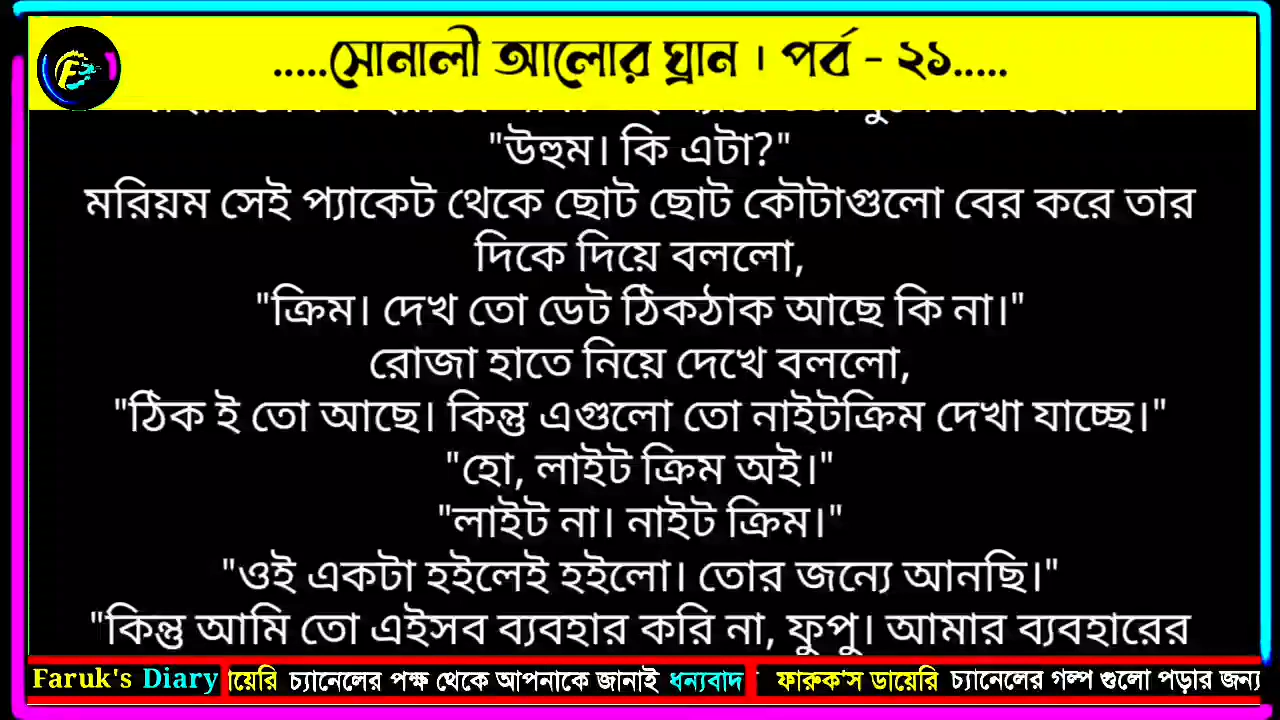 .....সোনালী আলোর ঘ্রান । পর্ব - ২১.....
"উহুম। কি এটা?"
মরিয়ম সেই প্যাকেট থেকে ছোট ছোট কৌটাগুলো বের করে তার
দিকে দিয়ে বললো,
"ক্রিম। দেখ তো ডেট ঠিকঠাক আছে কি না।"
রোজা হাতে নিয়ে দেখে বললো,
"ঠিক ই তো আছে। কিন্তু এগুলো তো নাইটক্রিম দেখা যাচ্ছে।"
"হো, লাইট ক্রিম অই।"
"লাইট না। নাইট ক্রিম।"
"ওই একটা হইলেই হইলো। তোর জন্যে আনছি।"
"কিন্তু আমি তো এইসব ব্যবহার করি না, ফুপু। আমার ব্যবহারের
Faruk's Diary চ্যানেলের পক্ষ থেকে আপনাকে জানাই ধন্যবাদ ফারুক'স ডায়েরি চ্যানেলের গল্প গুলো পড়ার জন্য